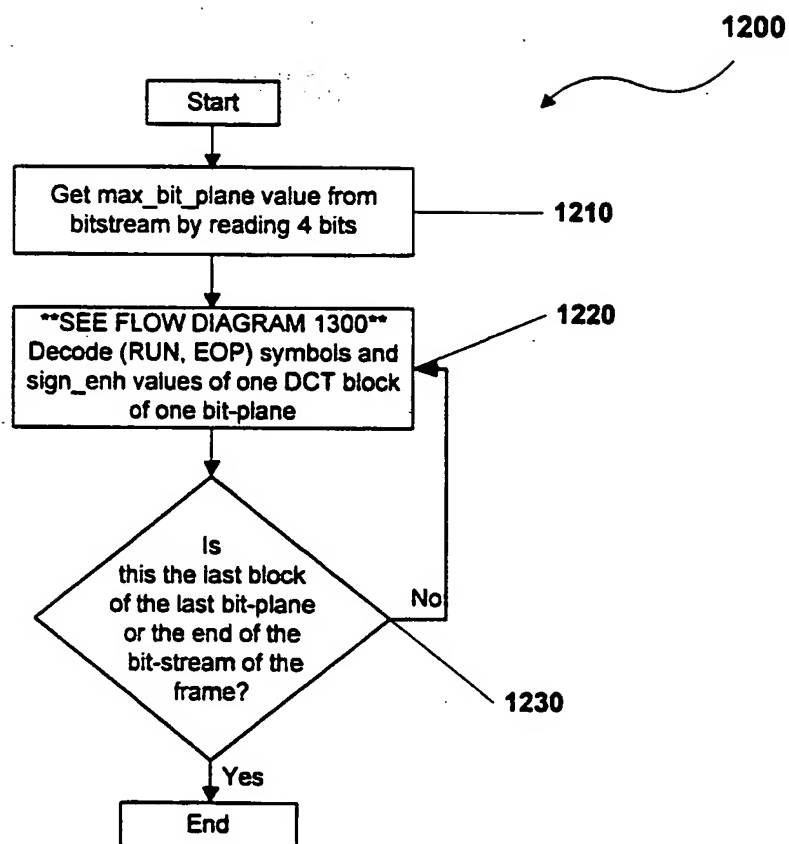 1200
Start
Get max_bit_plane value from
bitstream by reading 4 bits
1210
**SEE FLOW DIAGRAM 1300**
Decode (RUN, EOP) symbols and
sign_enh values of one DCT block
of one bit-plane
1220
Is
this the last block
of the last bit-plane
or the end of the
bit-stream of the
frame?
No
1230
Yes
End